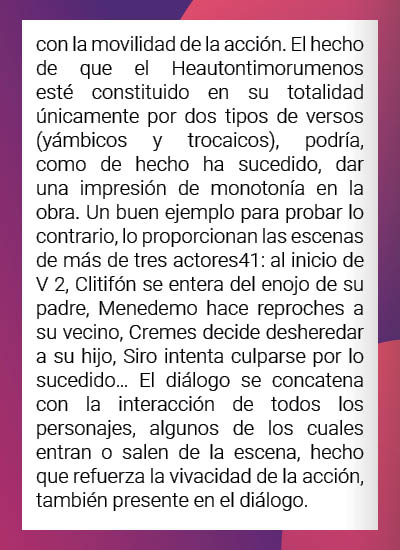 con la movilidad de la acción. El hecho
de que el Heautontimorumenos
esté constituido en su totalidad
únicamente por dos tipos de versos
(yámbicos y trocaicos), podría,
como de hecho ha sucedido, dar
una impresión de monotonía en la
obra. Un buen ejemplo para probar lo
contrario, lo proporcionan las escenas
de más de tres actores41: al inicio de
V 2, Clitifón se entera del enojo de su
padre, Menedemo hace reproches a
su vecino, Cremes decide desheredar
a su hijo, Siro intenta culparse por lo
sucedido... El diálogo se concatena
con la interacción de todos los
personajes, algunos de los cuales
entran o salen de la escena, hecho
que refuerza la vivacidad de la acción,
también presente en el diálogo.